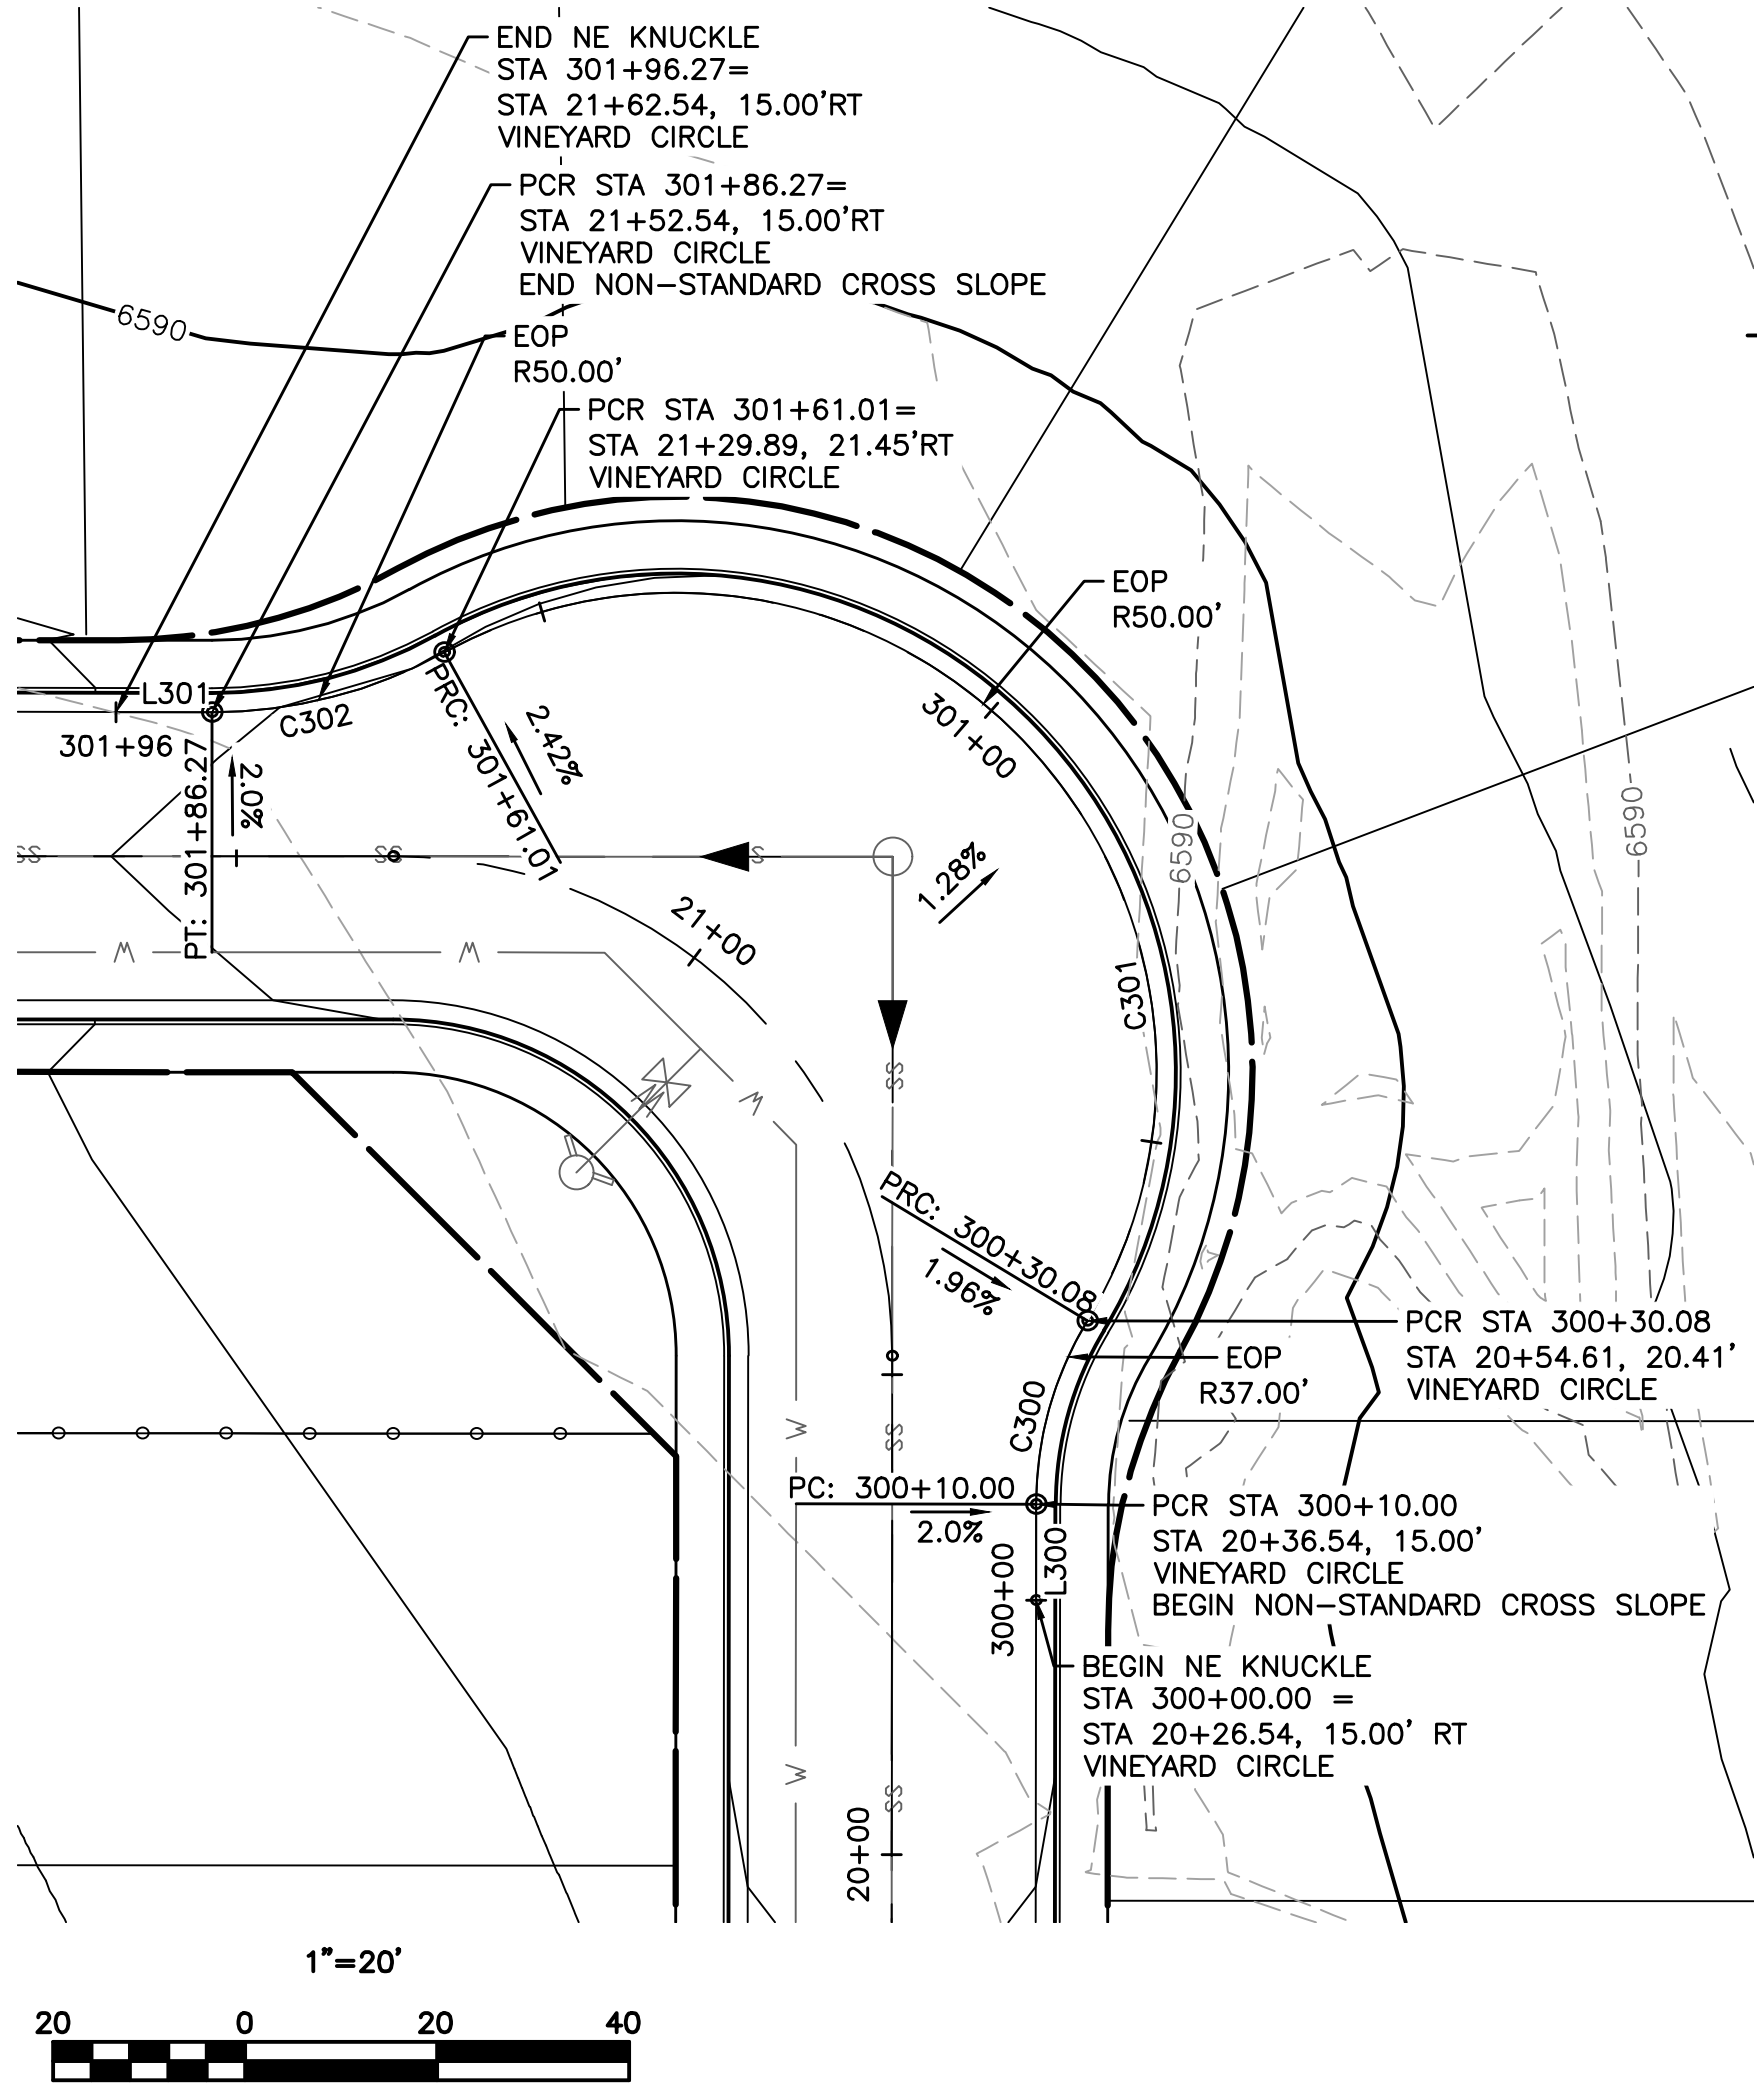 END NE KNUCKLE
STA 301+96.27=
STA 21+62.54, 15.00'RT
VINEYARD CIRCLE
PCR STA 301+86.27=
STA 21+52.54, 15.00'RT
VINEYARD CIRCLE
END NON-STANDARD CROSS SLOPE
6590
EOP
R50.00'
PCR STA 301+61.01=
STA 21+29.89, 21.45'RT
VINEYARD CIRCLE
EOP
R50.00'
L301
C302
301+96
PT: 301+86.27
2.0%
PRC: 301+61.01
2.42%
301+00
6590
6590
SS
SS
S
1.28%
21+00
W
W
C301
SS
W
PRC: 300+30.08
1.96%
PCR STA 300+30.08
STA 20+54.61, 20.41'
VINEYARD CIRCLE
EOP
R37.00'
C300
W
SS
PC: 300+10.00
2.0%
PCR STA 300+10.00
STA 20+36.54, 15.00'
VINEYARD CIRCLE
BEGIN NON-STANDARD CROSS SLOPE
300+00
L300
BEGIN NE KNUCKLE
STA 300+00.00 =
STA 20+26.54, 15.00' RT
VINEYARD CIRCLE
W
SS
20+00
1"=20'
20 0 20 40